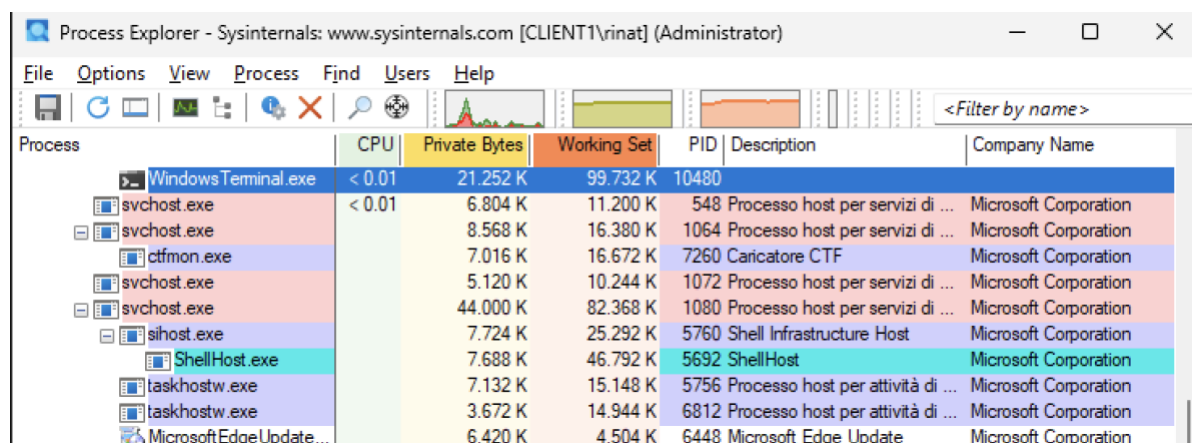 Process Explorer - Sysinternals: www.sysinternals.com [CLIENT1\rinat] (Administrator)
File Options View Process Find Users Help
<Filter by name>
Process CPU Private Bytes Working Set PID Description Company Name
WindowsTerminal.exe < 0.01 21.252 K 99.732 K 10480
svchost.exe < 0.01 6.804 K 11.200 K 548 Processo host per servizi di ... Microsoft Corporation
svchost.exe 8.568 K 16.380 K 1064 Processo host per servizi di ... Microsoft Corporation
ctfmon.exe 7.016 K 16.672 K 7260 Caricatore CTF Microsoft Corporation
svchost.exe 5.120 K 10.244 K 1072 Processo host per servizi di ... Microsoft Corporation
svchost.exe 44.000 K 82.368 K 1080 Processo host per servizi di ... Microsoft Corporation
sihost.exe 7.724 K 25.292 K 5760 Shell Infrastructure Host Microsoft Corporation
ShellHost.exe 7.688 K 46.792 K 5692 ShellHost Microsoft Corporation
taskhostw.exe 7.132 K 15.148 K 5756 Processo host per attività di ... Microsoft Corporation
taskhostw.exe 3.672 K 14.944 K 6812 Processo host per attività di ... Microsoft Corporation
MicrosoftEdgeUpdate... 6.420 K 4.504 K 6448 Microsoft Edge Update Microsoft Corporation